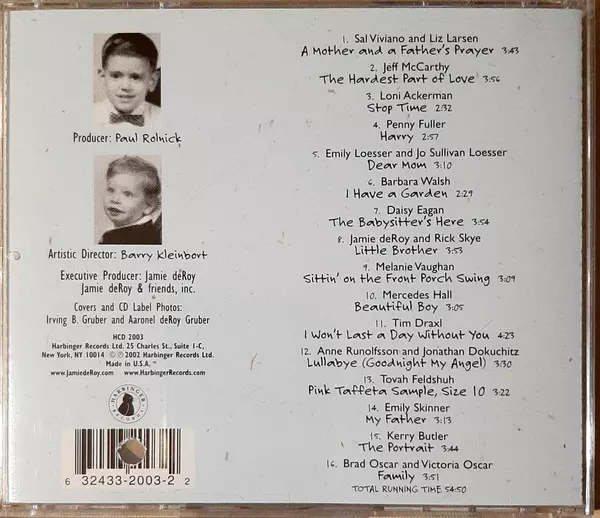 Producer: Paul Rolnick
Artistic Director: Barry Kleinbort
Executive Producer: Jamie deRoy
Jamie deRoy & friends, inc.
Covers and CD Label Photos:
Irving B. Gruber and Aaronel deRoy Gruber
HCD 2003
Harbinger Records Ltd. 25 Charles St., Suite 1-C,
New York, NY 10014 © ℗ 2002 Harbinger Records Ltd.
Made in U.S.A.
www.JamiedeRoy.com www.HarbingerRecords.com
HARBINGER
RECORDS
6 32433-2003-2 2
1. Sal Viviano and Liz Larsen
A Mother and a Father's Prayer 3:43
2. Jeff McCarthy
The Hardest Part of Love 3:56
3. Loni Ackerman
Stop Time 2:32
4. Penny Fuller
Harry 2:57
5. Emily Loesser and Jo Sullivan Loesser
Dear Mom 3:10
6. Barbara Walsh
I Have a Garden 2:29
7. Daisy Eagan
The Babysitter's Here 3:54
8. Jamie deRoy and Rick Skye
Little Brother 3:53
9. Melanie Vaughan
Sittin' on the Front Porch Swing 3:09
10. Mercedes Hall
Beautiful Boy 3:05
11. Tim Draxl
I Won't Last a Day Without You 4:23
12. Anne Runolfsson and Jonathan Dokuchitz
Lullabye (Goodnight My Angel) 3:30
13. Tovah Feldshuh
Pink Taffeta Sample, Size 10 3:22
14. Emily Skinner
My Father 3:13
15. Kerry Butler
The Portrait 3:44
16. Brad Oscar and Victoria Oscar
Family 3:51
TOTAL RUNNING TIME 54:50